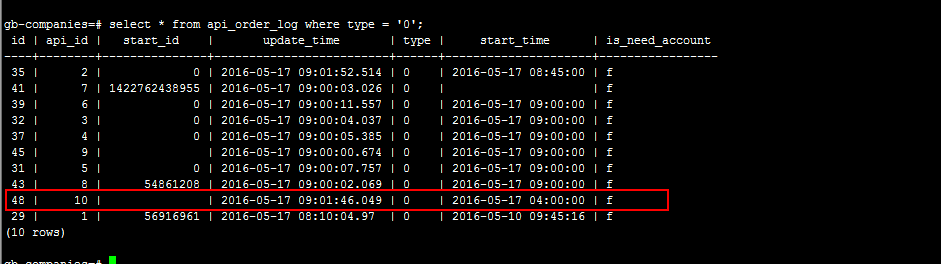 gb-companies=# select * from api_order_log where type = '0';
 id | api_id |   start_id    |       update_time       | type |     start_time      | is_need_account
----+--------+---------------+-------------------------+------+---------------------+-----------------
 35 |      2 |             0 | 2016-05-17 09:01:52.514 | 0    | 2016-05-17 08:45:00 | f
 41 |      7 | 1422762438955 | 2016-05-17 09:00:03.026 | 0    |                     | f
 39 |      6 |             0 | 2016-05-17 09:00:11.557 | 0    | 2016-05-17 09:00:00 | f
 32 |      3 |             0 | 2016-05-17 09:00:04.037 | 0    | 2016-05-17 09:00:00 | f
 37 |      4 |             0 | 2016-05-17 09:00:05.385 | 0    | 2016-05-17 09:00:00 | f
 45 |      9 |               | 2016-05-17 09:00:00.674 | 0    | 2016-05-17 09:00:00 | f
 31 |      5 |             0 | 2016-05-17 09:00:07.757 | 0    | 2016-05-17 09:00:00 | f
 43 |      8 |      54861208 | 2016-05-17 09:00:02.069 | 0    | 2016-05-17 09:00:00 | f
 48 |     10 |               | 2016-05-17 09:01:46.049 | 0    | 2016-05-17 04:00:00 | f
 29 |      1 |      56916961 | 2016-05-17 08:10:04.97  | 0    | 2016-05-10 09:45:16 | f
(10 rows)
gb-companies=#